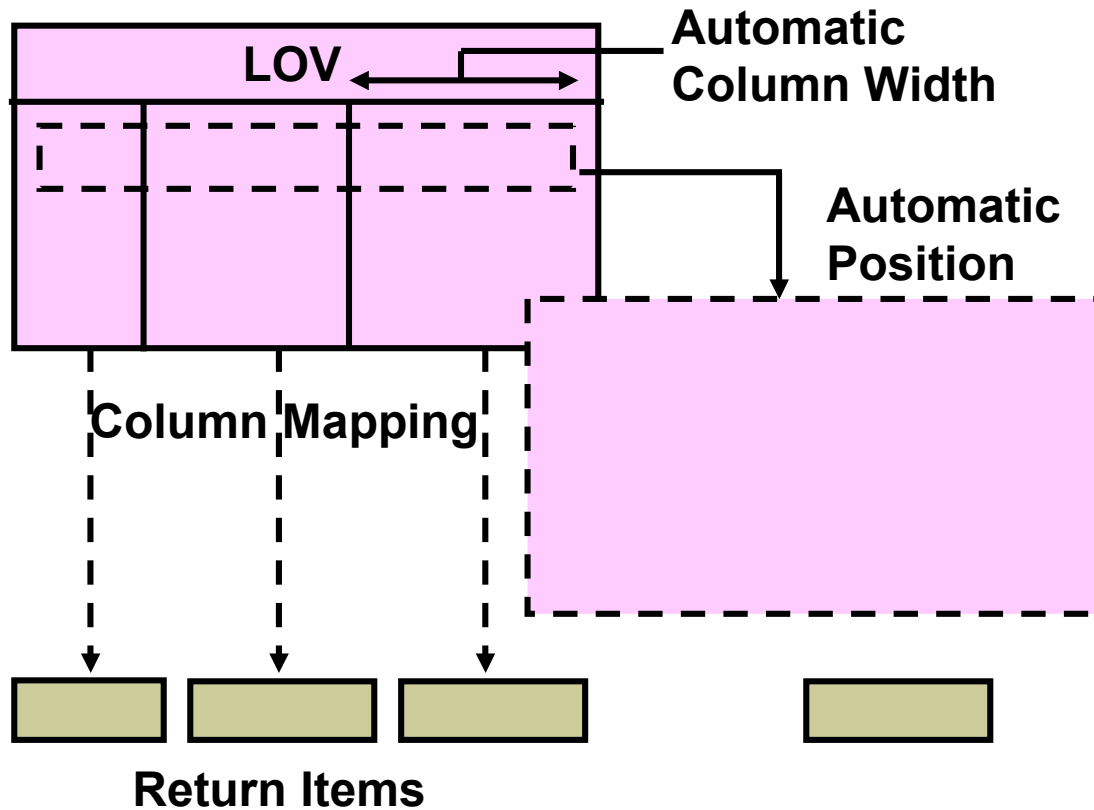 LOV
Automatic
Column Width
Automatic
Position
Column Mapping
Return Items